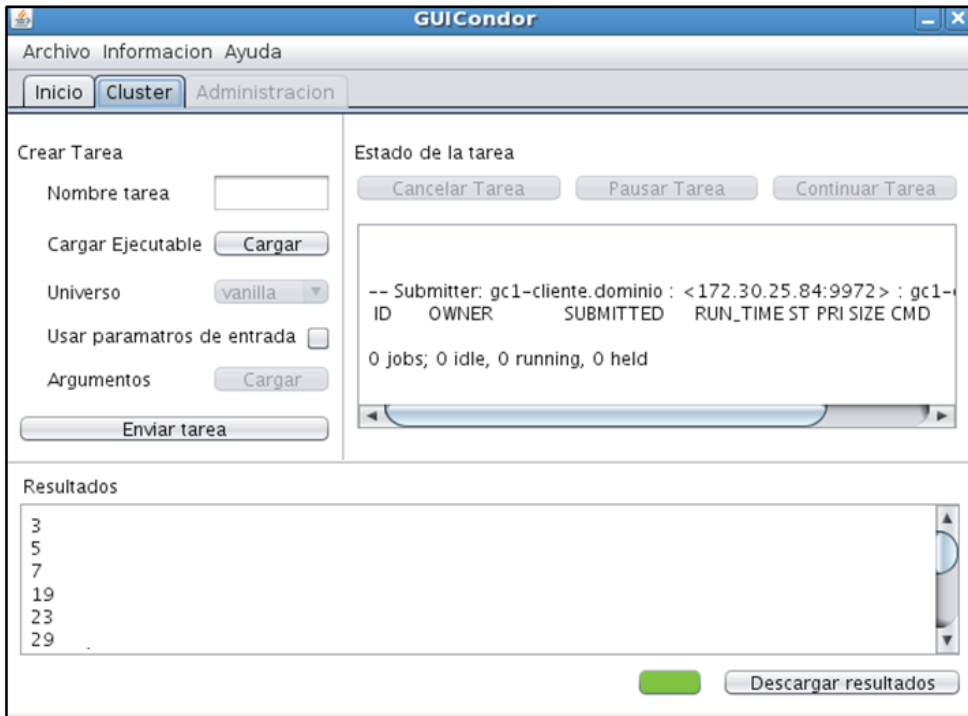 GUICondor
Archivo Informacion Ayuda
Inicio Cluster Administracion
Crear Tarea
Nombre tarea
Cargar Ejecutable Cargar
Universo vanilla
Usar paramatros de entrada
Argumentos Cargar
Enviar tarea
Estado de la tarea
Cancelar Tarea Pausar Tarea Continuar Tarea
-- Submitter: gc1-cliente.dominio : <172.30.25.84:9972> : gc1-
ID OWNER SUBMITTED RUN_TIME ST PRI SIZE CMD
0 jobs; 0 idle, 0 running, 0 held
Resultados
3
5
7
19
23
29
Descargar resultados